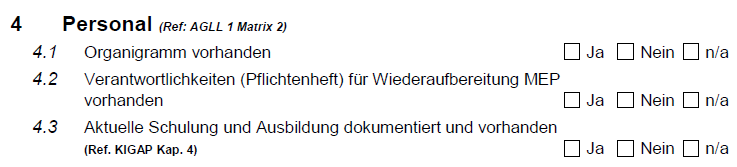 4 Personal (Ref: AGLL 1 Matrix 2)
4.1 Organigramm vorhanden ☐ Ja ☐ Nein ☐ n/a
4.2 Verantwortlichkeiten (Pflichtenheft) für Wiederaufbereitung MEP
vorhanden ☐ Ja ☐ Nein ☐ n/a
4.3 Aktuelle Schulung und Ausbildung dokumentiert und vorhanden
(Ref. KIGAP Kap. 4) ☐ Ja ☐ Nein ☐ n/a